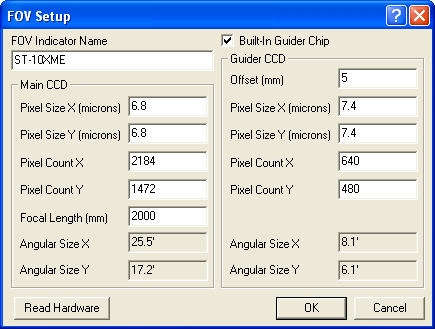 FOV Setup
FOV Indicator Name
ST-10XME
Main CCD
Pixel Size X (microns) 6.8
Pixel Size Y (microns) 6.8
Pixel Count X 2184
Pixel Count Y 1472
Focal Length (mm) 2000
Angular Size X 25.5'
Angular Size Y 17.2'
Built-In Guider Chip
Guider CCD
Offset (mm) 5
Pixel Size X (microns) 7.4
Pixel Size Y (microns) 7.4
Pixel Count X 640
Pixel Count Y 480
Angular Size X 8.1'
Angular Size Y 6.1'
Read Hardware OK Cancel